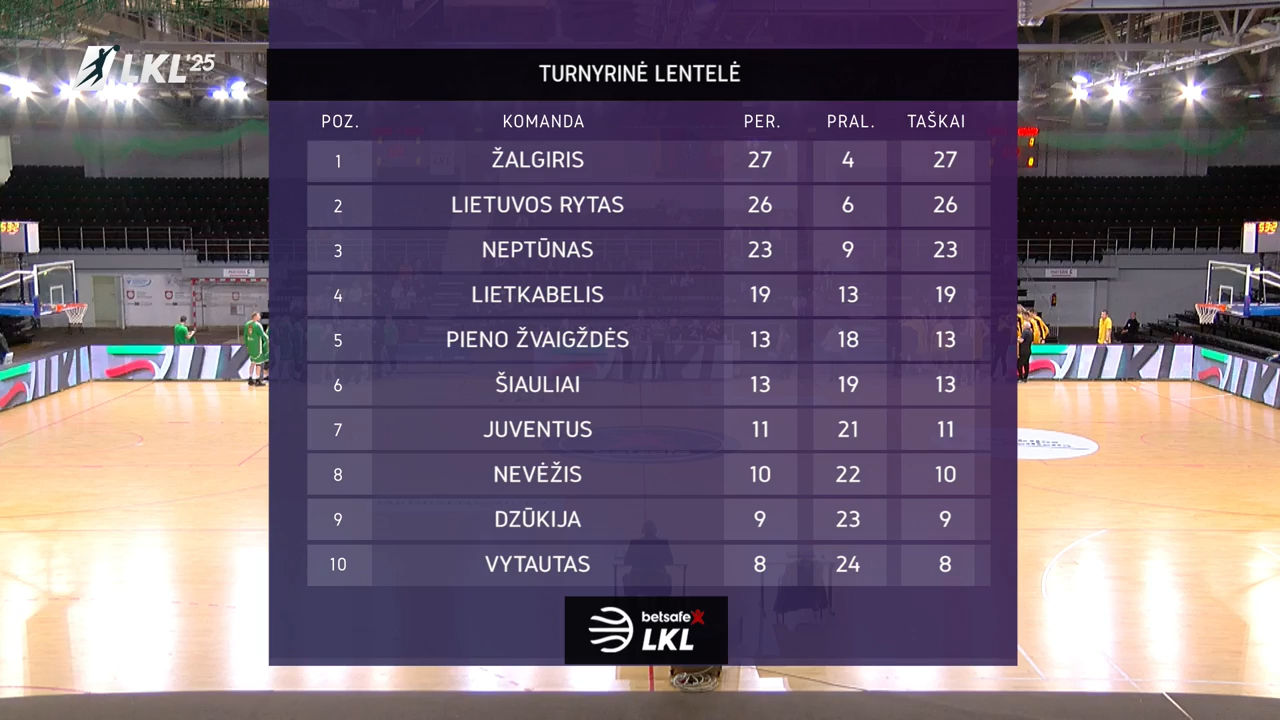 LKL'25
TURNYRINĖ LENTELĖ
POZ. KOMANDA PER. PRAL. TAŠKAI
1 ŽALGIRIS 27 4 27
2 LIETUVOS RYTAS 26 6 26
3 NEPTŪNAS 23 9 23
4 LIETKABELIS 19 13 19
5 PIENO ŽVAIGŽDĖS 13 18 13
6 ŠIAULIAI 13 19 13
7 JUVENTUS 11 21 11
8 NEVĖŽIS 10 22 10
9 DZŪKIJA 9 23 9
10 VYTAUTAS 8 24 8
betsafe
LKL